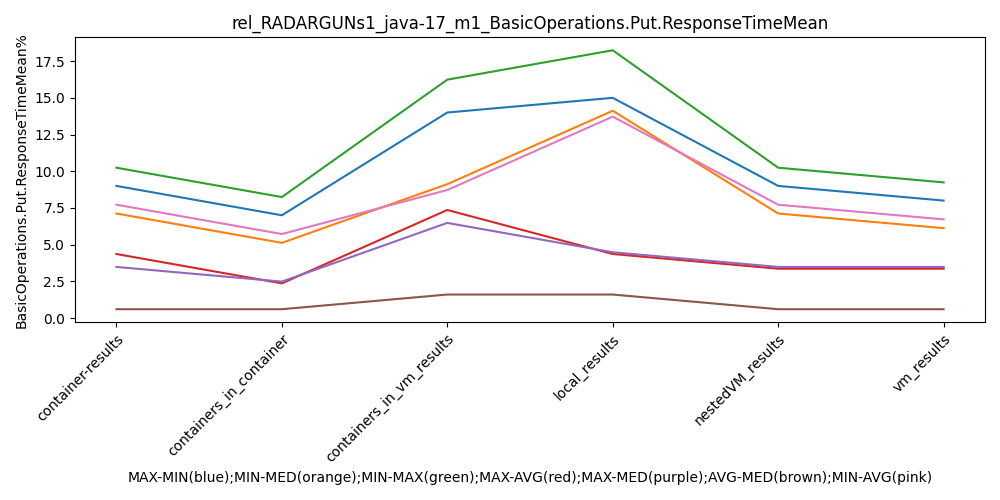 rel_RADARGUNs1_java-17_m1_BasicOperations.Put.ResponseTimeMean
BasicOperations.Put.ResponseTimeMean%
17.5
15.0
12.5
10.0
7.5
5.0
2.5
0.0
container-results
containers_in_container
containers_in_vm_results
local_results
nestedVM_results
vm_results
MAX-MIN(blue);MIN-MED(orange);MIN-MAX(green);MAX-AVG(red);MAX-MED(purple);AVG-MED(brown);MIN-AVG(pink)